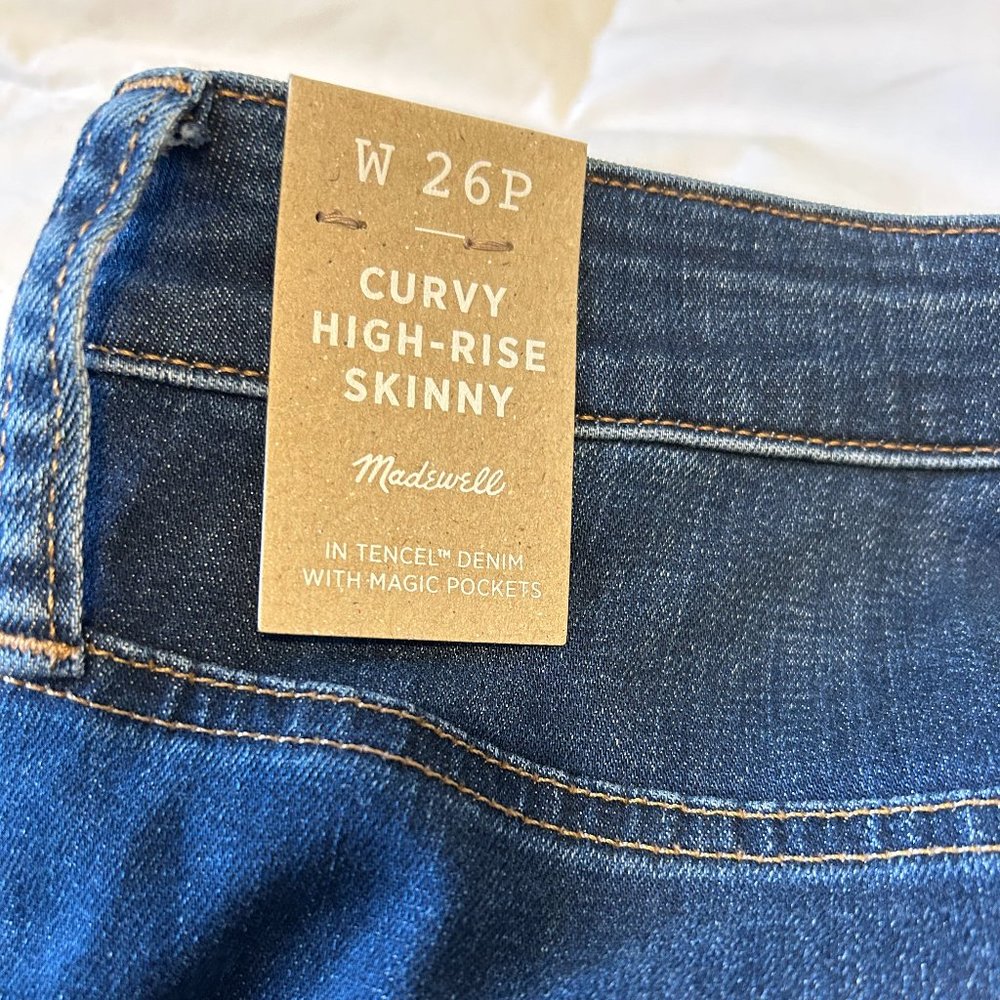 W 26P
CURVY
HIGH-RISE
SKINNY
Madewell
IN TENCEL™ DENIM
WITH MAGIC POCKETS